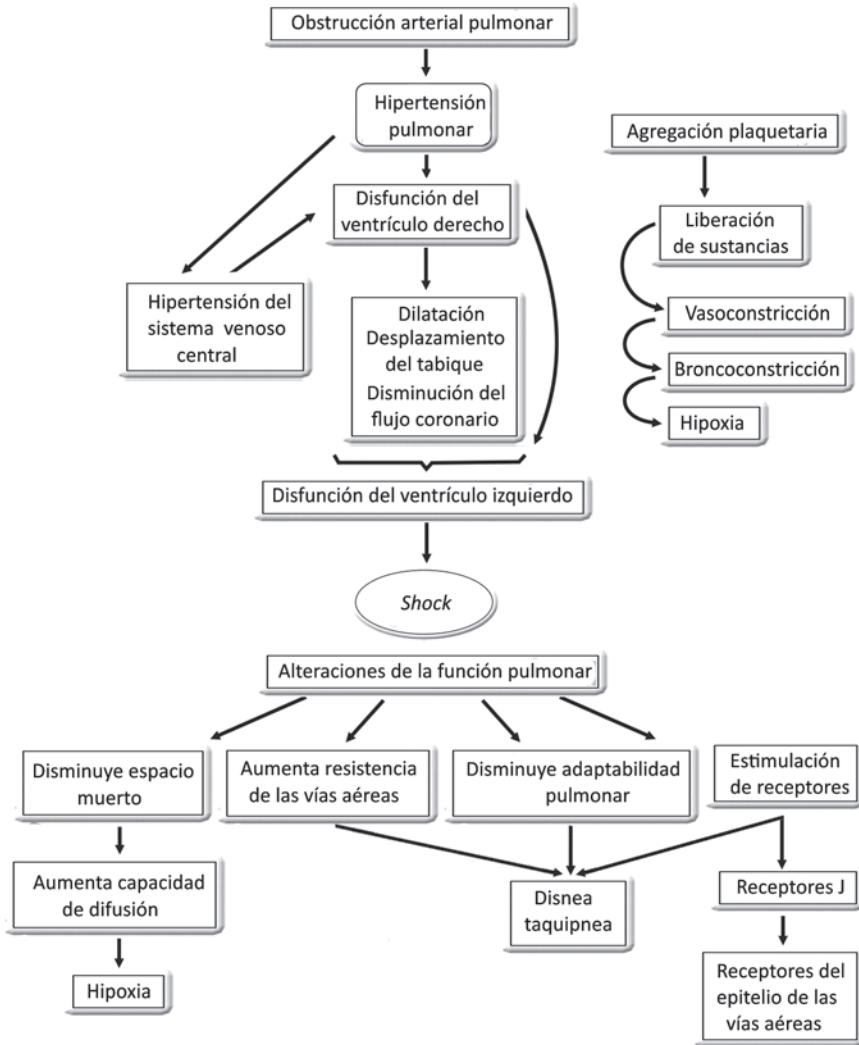 Obstrucción arterial pulmonar
Hipertensión
pulmonar
Agregación plaquetaria
Disfunción del
ventrículo derecho
Liberación
de sustancias
Hipertensión del
sistema venoso
central
Dilatación
Desplazamiento
del tabique
Disminución del
flujo coronario
Vasoconstricción
Broncoconstricción
Hipoxia
Disfunción del ventrículo izquierdo
Shock
Alteraciones de la función pulmonar
Disminuye espacio
muerto
Aumenta resistencia
de las vías aéreas
Disminuye adaptabilidad
pulmonar
Estimulación
de receptores
Aumenta capacidad
de difusión
Disnea
taquipnea
Receptores J
Hipoxia
Receptores del
epitelio de las
vías aéreas